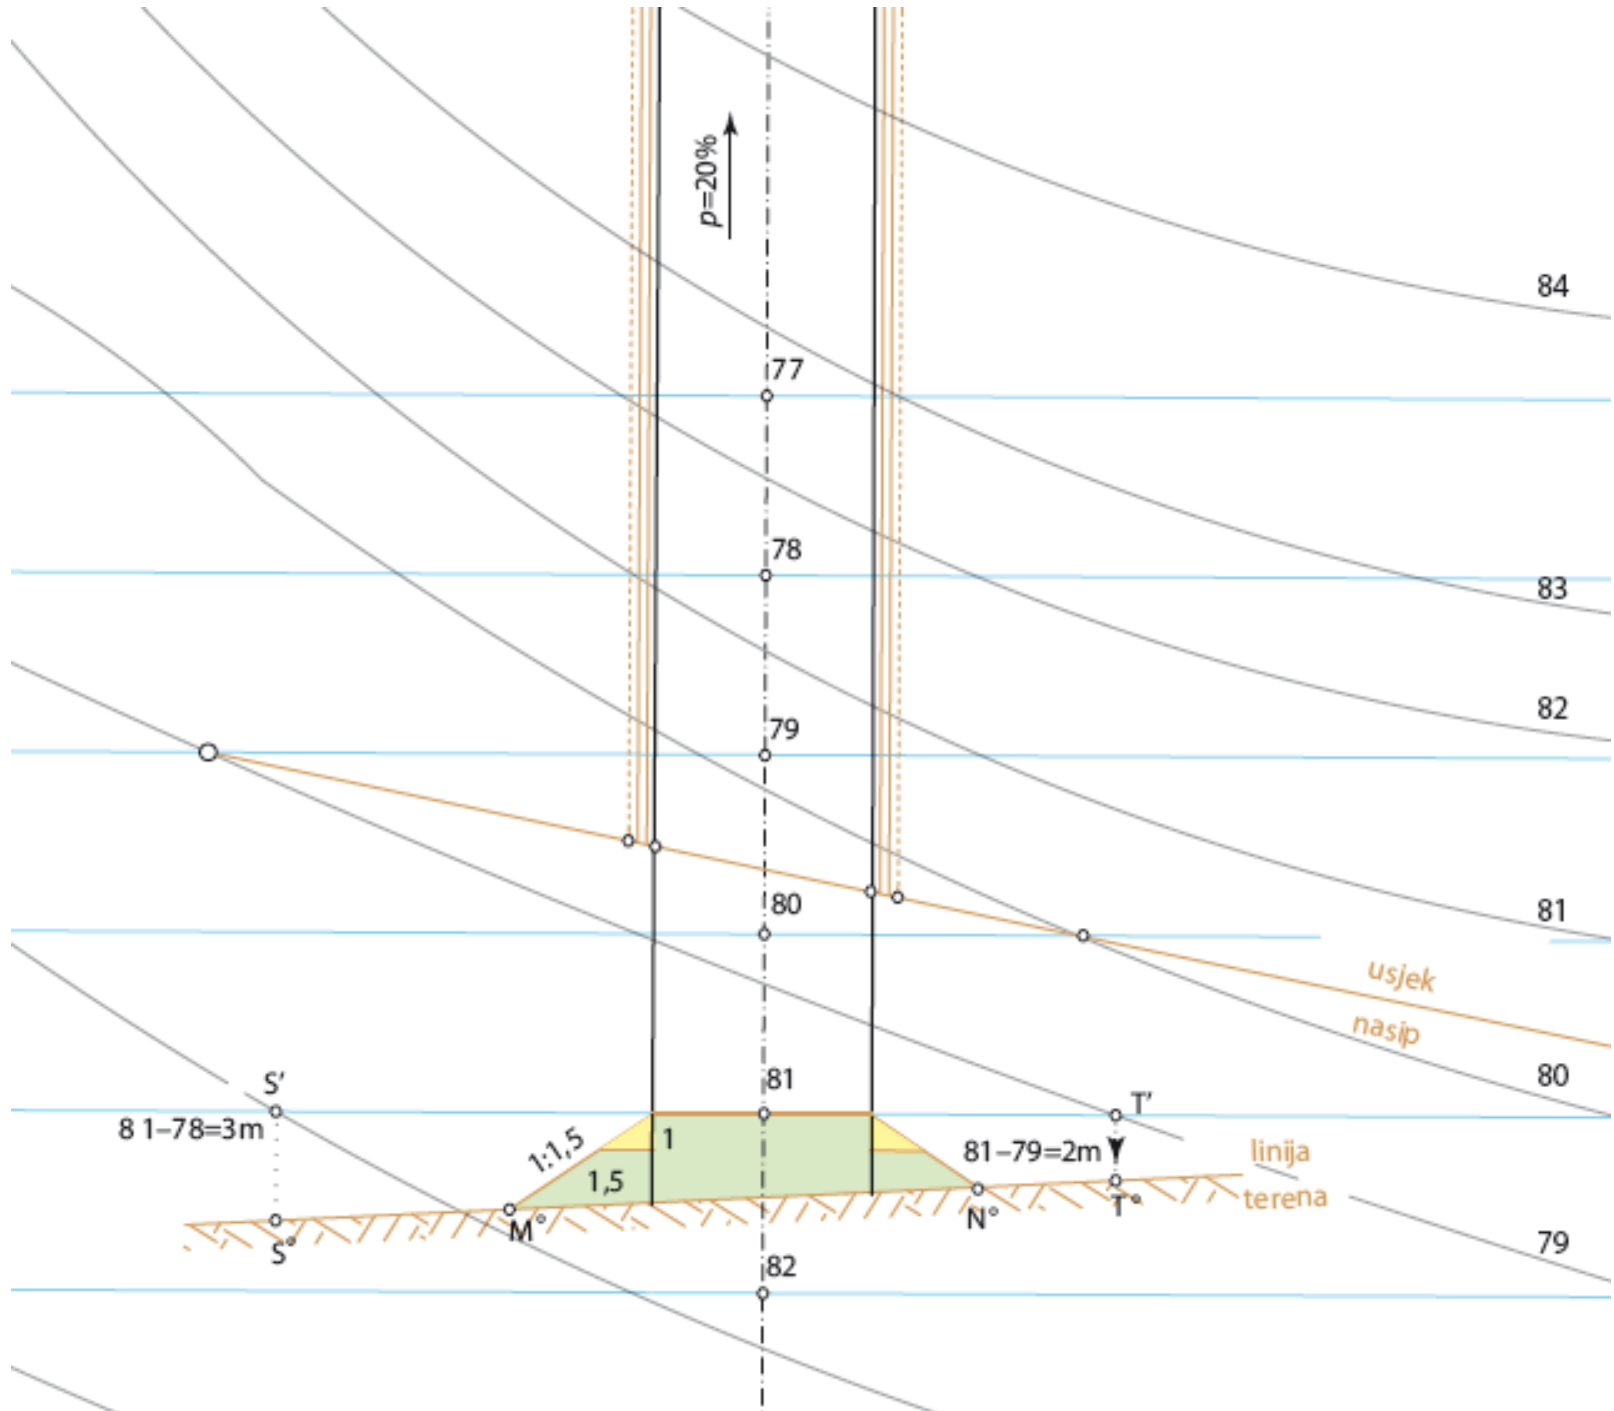 p=20%
84
77
78
83
82
79
80
81
usjek
nasip
80
81
S′
T′
8 1–78=3m
1:1,5
1
81–79=2m
linija
1,5
terena
M°
N°
T°
S°
79
82